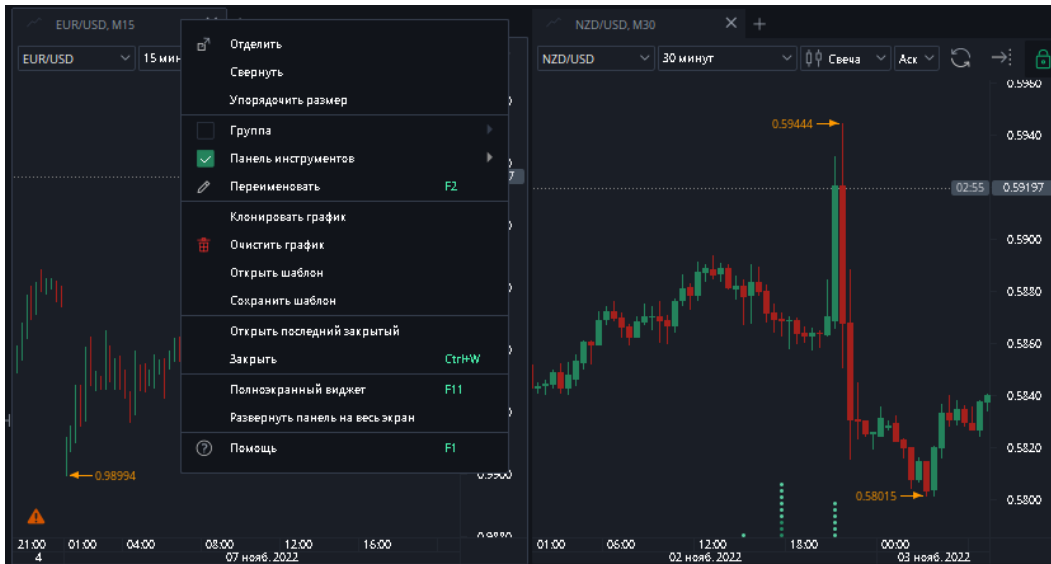 EUR/USD, M15
EUR/USD
15 мин
Отделить
Свернуть
Упорядочить размер
Группа
Панель инструментов
Переименовать F2
Клонировать график
Очистить график
Открыть шаблон
Сохранить шаблон
Открыть последний закрытый
Закрыть Ctrl+W
Полноэкранный виджет F11
Развернуть панель на весь экран
Помощь F1
0.98994
0.9900
21:00 01:00 04:00 08:00 12:00 16:00
4 07 нояб. 2022
NZD/USD, M30
NZD/USD 30 минут Свеча Аск
0.5960
0.59444
0.5940
02:55 0.59197
0.5900
0.5880
0.5860
0.5840
0.5820
0.58015
0.5800
01:00 06:00 12:00 18:00 00:00
02 нояб. 2022 03 нояб. 2022